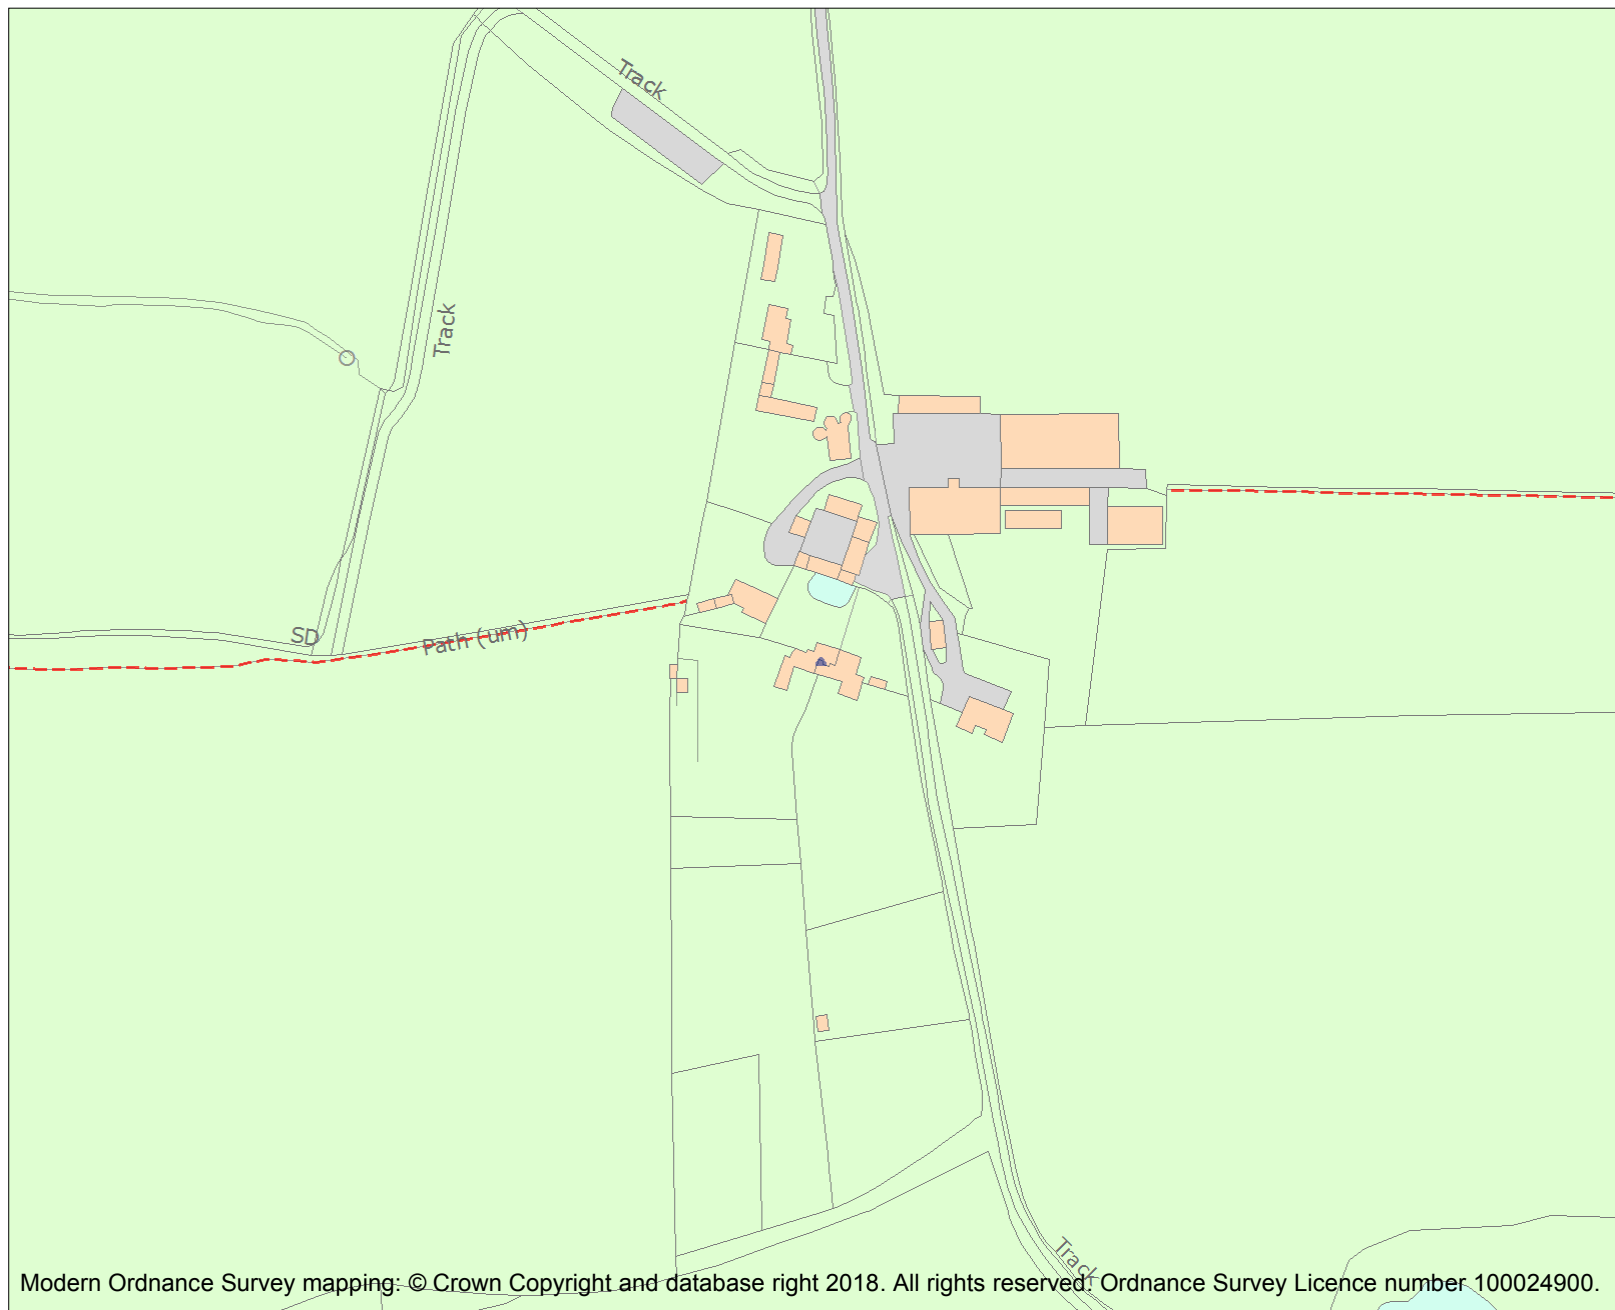 Track
Track
SD
Path (um)
Track
Modern Ordnance Survey mapping: © Crown Copyright and database right 2018. All rights reserved. Ordnance Survey Licence number 100024900.